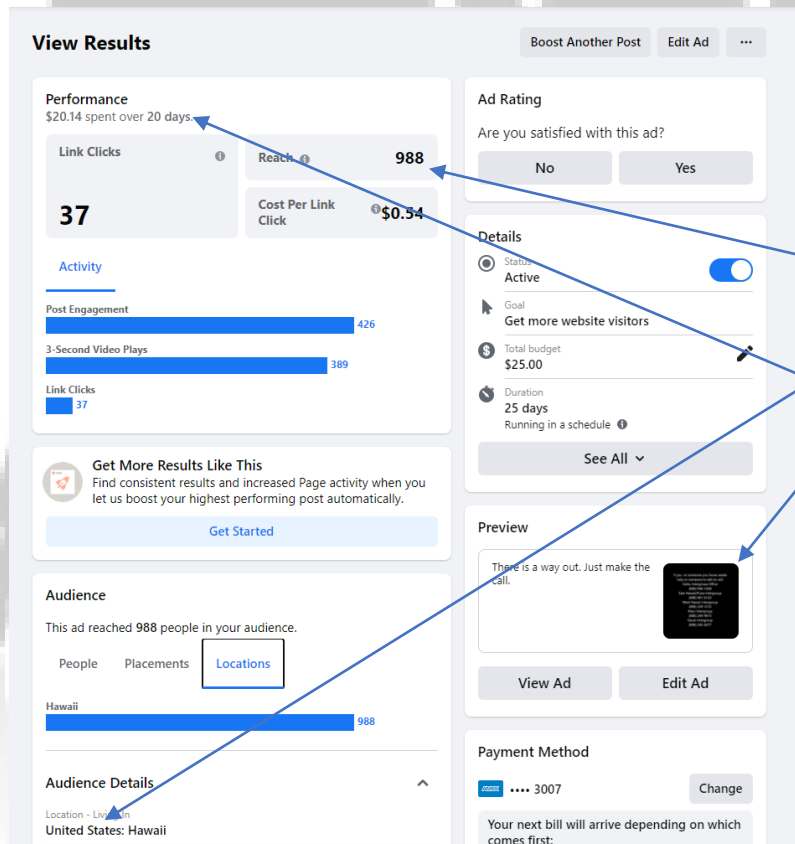 View Results
Boost Another Post
Edit Ad
...
Performance
$20.14 spent over 20 days.
Link Clicks
37
Reach
988
Cost Per Link
Click
$0.54
Activity
Post Engagement
426
3-Second Video Plays
389
Link Clicks
37
Get More Results Like This
Find consistent results and increased Page activity when you
let us boost your highest performing post automatically.
Get Started
Audience
This ad reached 988 people in your audience.
People
Placements
Locations
Hawaii
988
Audience Details
Location - Living In
United States: Hawaii
Ad Rating
Are you satisfied with this ad?
No
Yes
Details
Status
Active
Goal
Get more website visitors
Total budget
$25.00
Duration
25 days
Running in a schedule
See All
Preview
There is a way out. Just make the
call.
View Ad
Edit Ad
Payment Method
•••• 3007
Change
Your next bill will arrive depending on which
comes first: